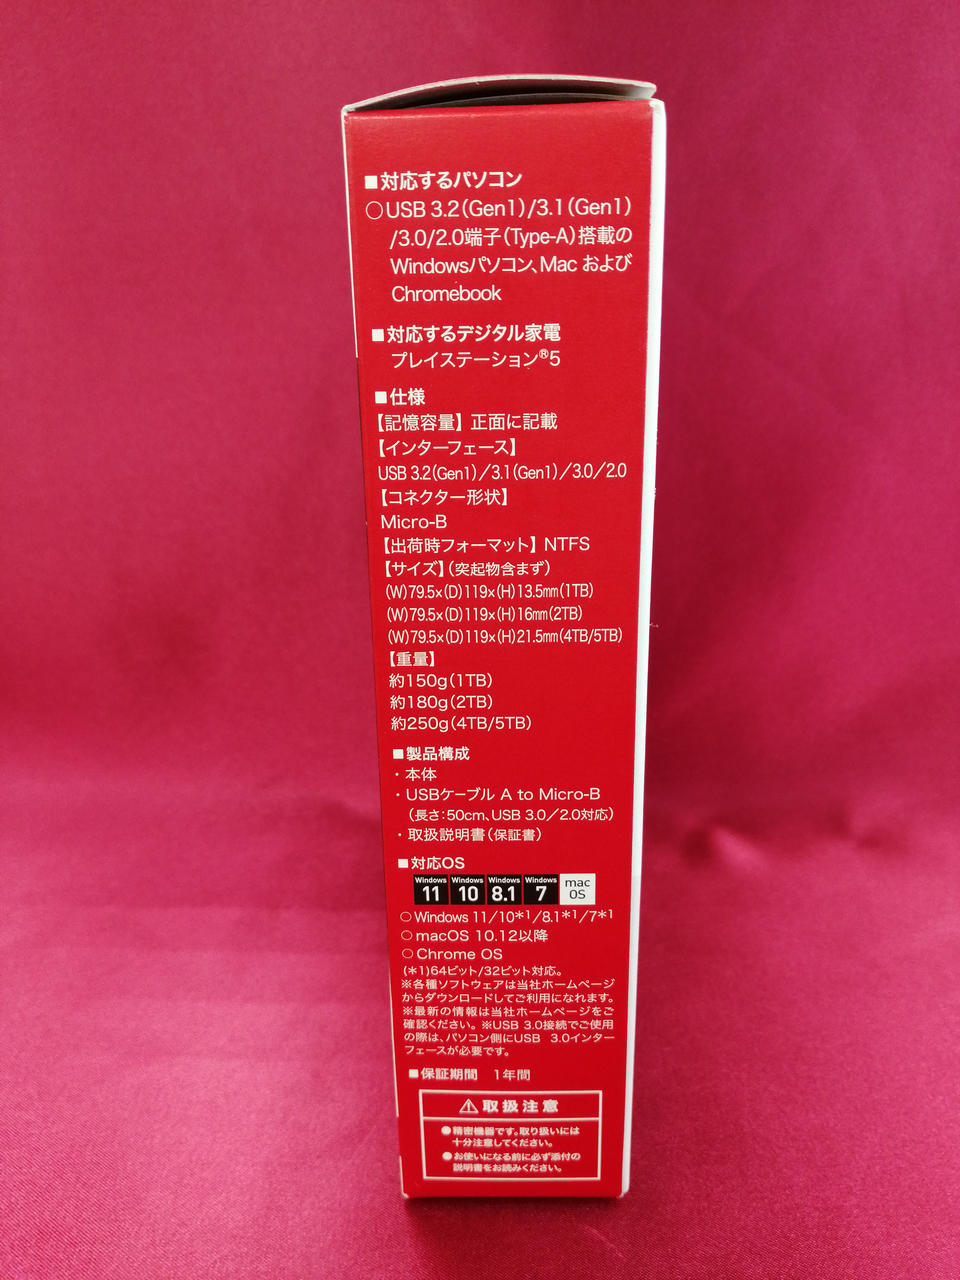 ■対応するパソコン
○USB 3.2(Gen1)/3.1(Gen1)
/3.0/2.0端子(Type-A)搭載の
Windowsパソコン、Mac および
Chromebook
■対応するデジタル家電
プレイステーション®5
■仕様
【記憶容量】正面に記載
【インターフェース】
USB 3.2(Gen1)/3.1(Gen1)/3.0/2.0
【コネクター形状】
Micro-B
【出荷時フォーマット】NTFS
【サイズ】(突起物含まず)
(W)79.5×(D)119×(H)13.5mm(1TB)
(W)79.5×(D)119×(H)16mm(2TB)
(W)79.5×(D)119×(H)21.5mm(4TB/5TB)
【重量】
約150g(1TB)
約180g(2TB)
約250g(4TB/5TB)
■製品構成
・本体
・USBケーブル A to Micro-B
(長さ:50cm、USB 3.0/2.0対応)
・取扱説明書(保証書)
■対応OS
Windows 11 Windows 10 Windows 8.1 Windows 7 mac OS
○Windows 11/10*1/8.1*1/7*1
○macOS 10.12以降
○Chrome OS
(*1)64ビット/32ビット対応。
※各種ソフトウェアは当社ホームページ
からダウンロードしてご利用になれます。
※最新の情報は当社ホームページをご
確認ください。※USB 3.0接続でご使用
の際は、パソコン側にUSB 3.0インター
フェースが必要です。
■保証期間 1年間
⚠取扱注意
●精密機器です。取り扱いには
十分注意してください。
●お使いになる前に必ず添付の
説明書をお読みください。